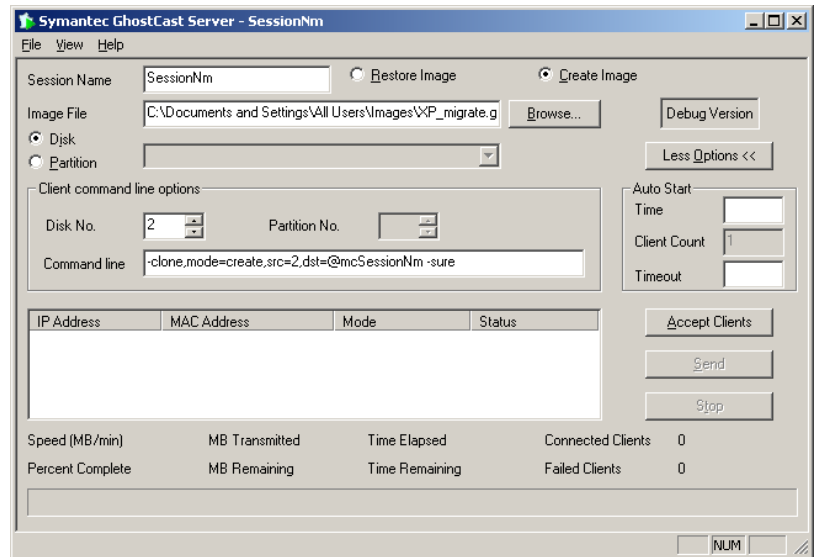 Symantec GhostCast Server - SessionNm
File View Help
Session Name SessionNm Restore Image Create Image
Image File C:\Documents and Settings\All Users\Images\XP_migrate.g Browse... Debug Version
Disk
Partition Less Options <<
Client command line options Auto Start
Time
Disk No. 2 Partition No.
Client Count 1
Command line -clone,mode=create,src=2,dst=@mcSessionNm -sure
Timeout
IP Address MAC Address Mode Status Accept Clients
Send
Stop
Speed (MB/min) MB Transmitted Time Elapsed Connected Clients 0
Percent Complete MB Remaining Time Remaining Failed Clients 0
NUM